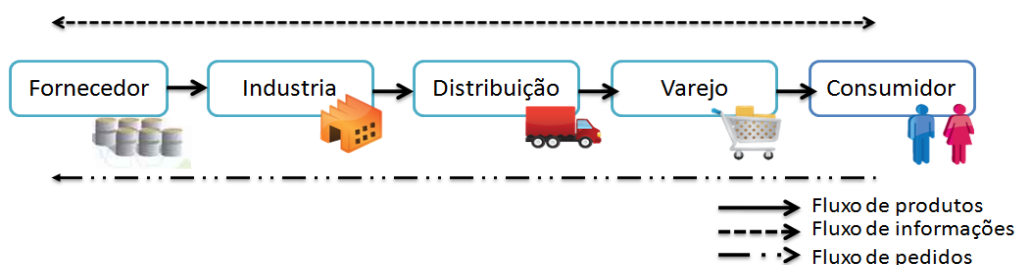 Fornecedor
Industria
Distribuição
Varejo
Consumidor
Fluxo de produtos
Fluxo de informações
Fluxo de pedidos